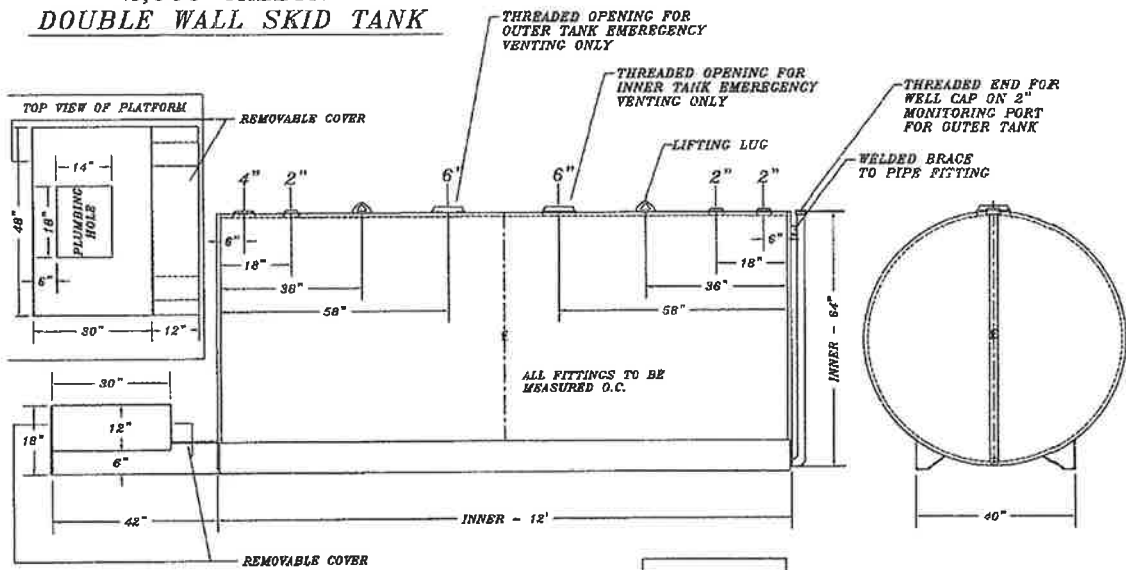 DOUBLE WALL SKID TANK
THREADED OPENING FOR
OUTER TANK EMEREGENCY
VENTING ONLY
THREADED OPENING FOR
INNER TANK EMEREGENCY
VENTING ONLY
THREADED END FOR
WELL CAP ON 2"
MONITORING PORT
FOR OUTER TANK
WELDED BRACE
TO PIPE FITTING
LIFTING LUG
TOP VIEW OF PLATFORM
REMOVABLE COVER
14"
48"
18"
PLUMBING
HOLE
6"
30"
12"
4"
2"
6"
6"
2"
2"
6"
18"
36"
58"
6"
18"
36"
58"
INNER - 64"
ALL FITTINGS TO BE
MEASURED O.C.
30"
18"
12"
6"
42"
INNER - 12'
40"
REMOVABLE COVER